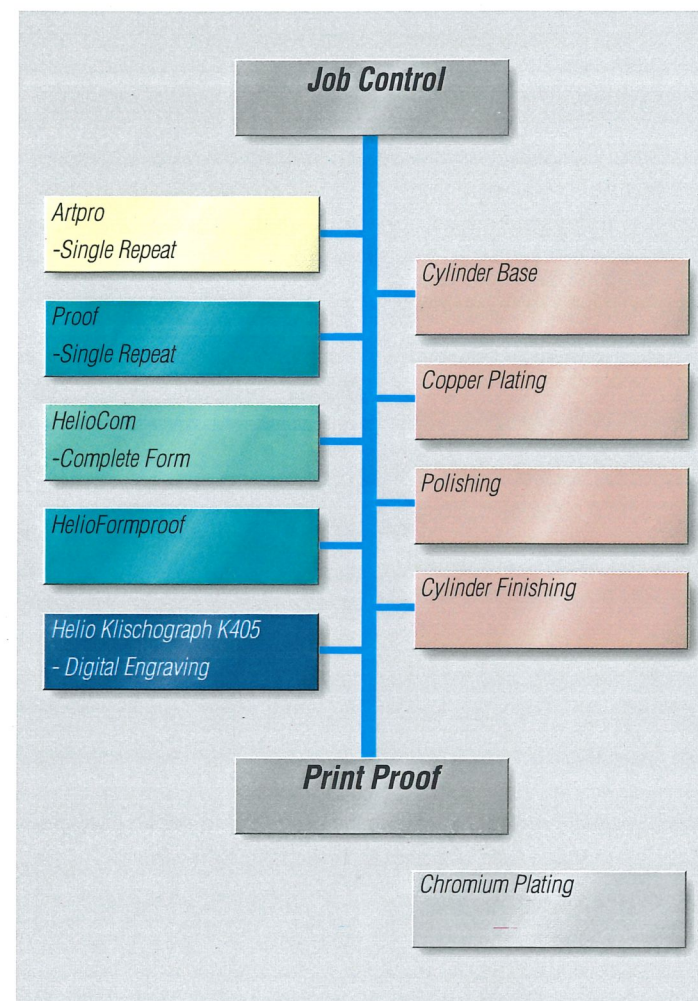 Job Control
Artpro
-Single Repeat
Proof
-Single Repeat
HelioCom
-Complete Form
HelioFormproof
Helio Klischograph K405
- Digital Engraving
Cylinder Base
Copper Plating
Polishing
Cylinder Finishing
Print Proof
Chromium Plating